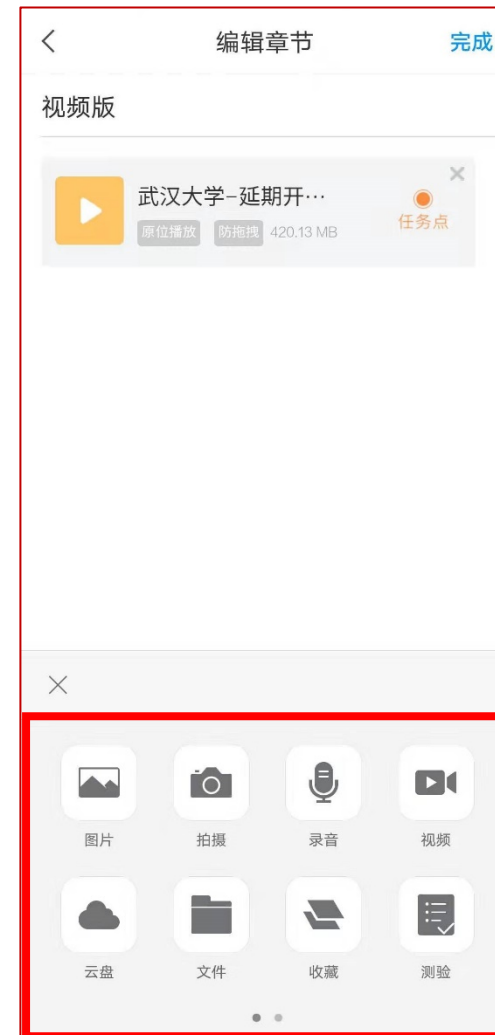 编辑章节 完成
视频版
武汉大学-延期开…
任务点
原位播放 防拖拽 420.13 MB
图片 拍摄 录音 视频
云盘 文件 收藏 测验